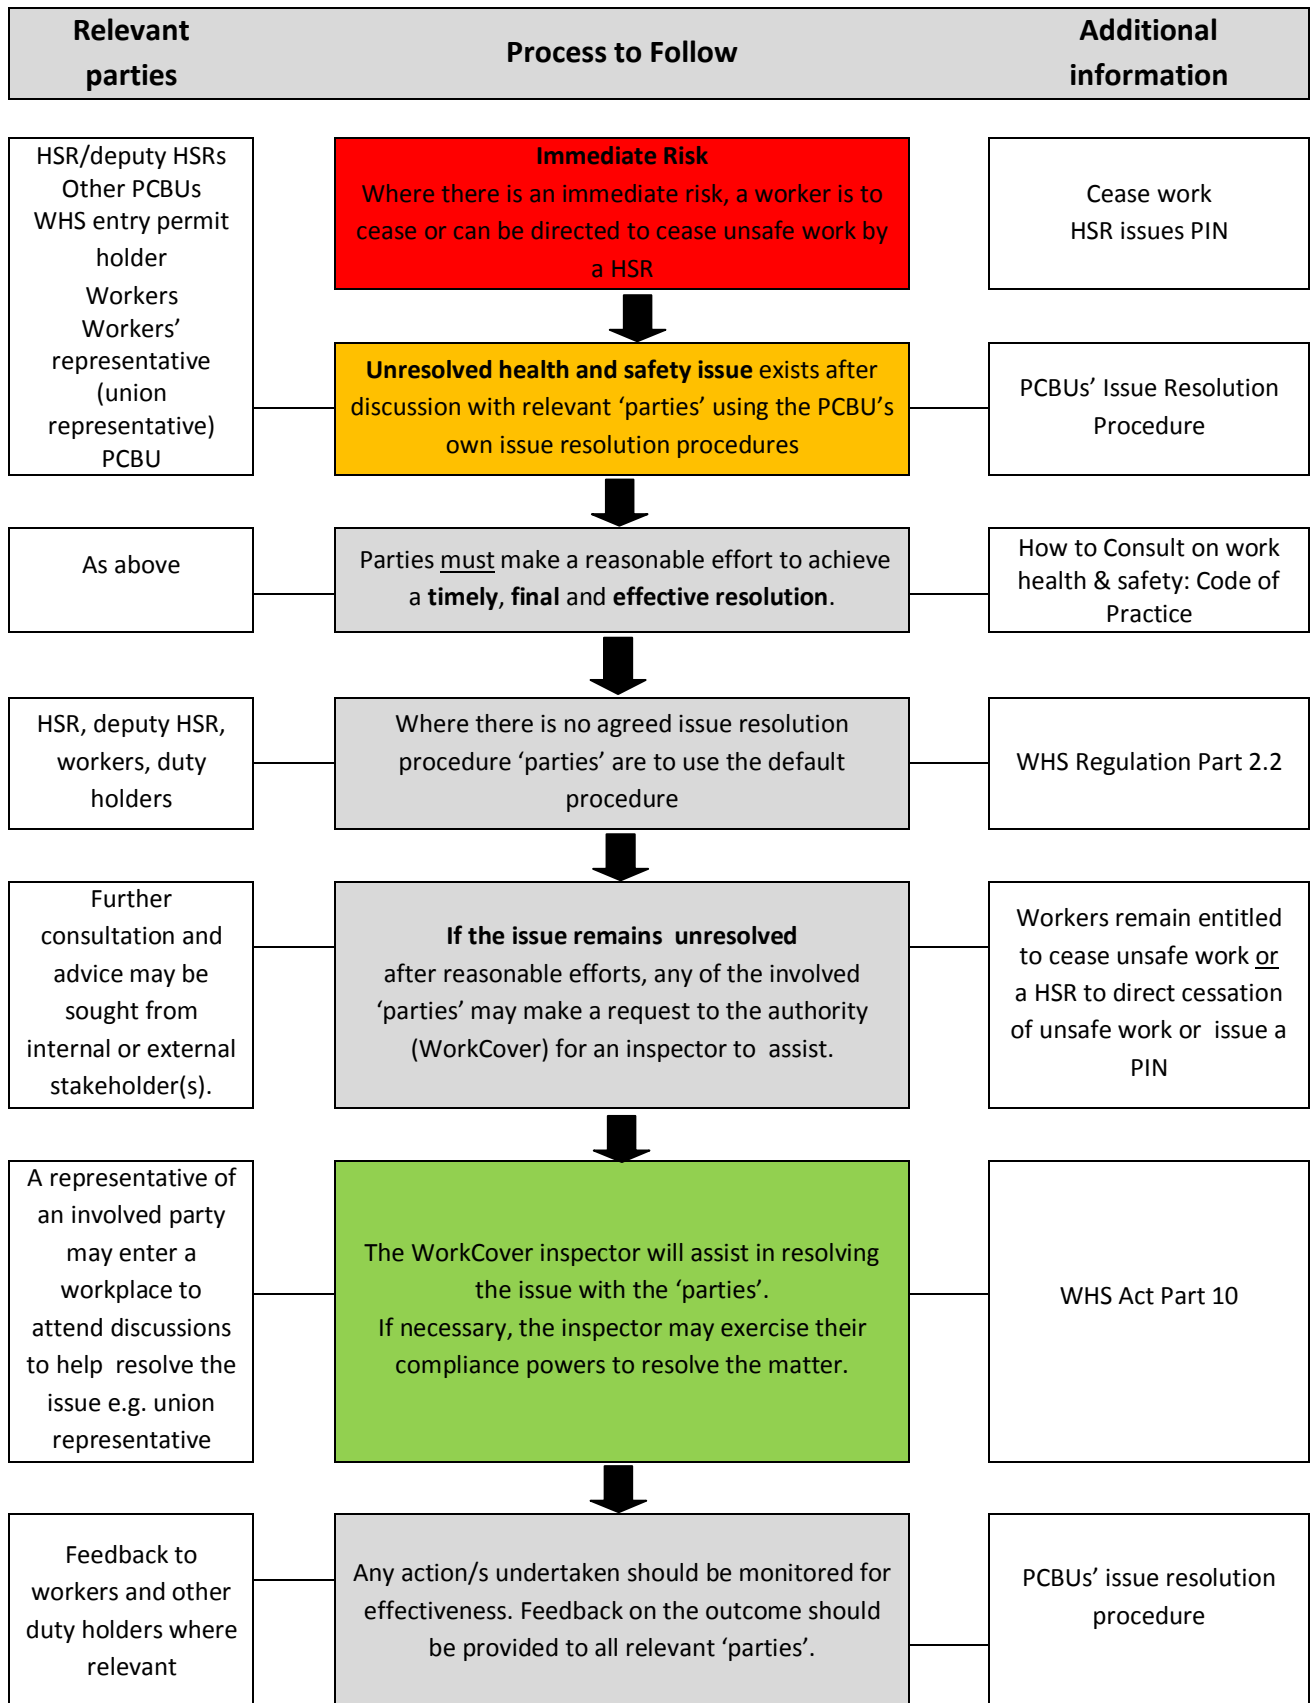 Relevant
parties
Process to Follow
Additional
information
HSR/deputy HSRs
Other PCBUs
WHS entry permit
holder
Workers
Workers’
representative
(union
representative)
PCBU
Immediate Risk
Where there is an immediate risk, a worker is to
cease or can be directed to cease unsafe work by
a HSR
Cease work
HSR issues PIN
Unresolved health and safety issue exists after
discussion with relevant ‘parties’ using the PCBU’s
own issue resolution procedures
PCBUs’ Issue Resolution
Procedure
As above
Parties must make a reasonable effort to achieve
a timely, final and effective resolution.
How to Consult on work
health & safety: Code of
Practice
HSR, deputy HSR,
workers, duty
holders
Where there is no agreed issue resolution
procedure ‘parties’ are to use the default
procedure
WHS Regulation Part 2.2
Further
consultation and
advice may be
sought from
internal or external
stakeholder(s).
If the issue remains unresolved
after reasonable efforts, any of the involved
‘parties’ may make a request to the authority
(WorkCover) for an inspector to assist.
Workers remain entitled
to cease unsafe work or
a HSR to direct cessation
of unsafe work or issue a
PIN
A representative of
an involved party
may enter a
workplace to
attend discussions
to help resolve the
issue e.g. union
representative
The WorkCover inspector will assist in resolving
the issue with the ‘parties’.
If necessary, the inspector may exercise their
compliance powers to resolve the matter.
WHS Act Part 10
Feedback to
workers and other
duty holders where
relevant
Any action/s undertaken should be monitored for
effectiveness. Feedback on the outcome should
be provided to all relevant ‘parties’.
PCBUs’ issue resolution
procedure